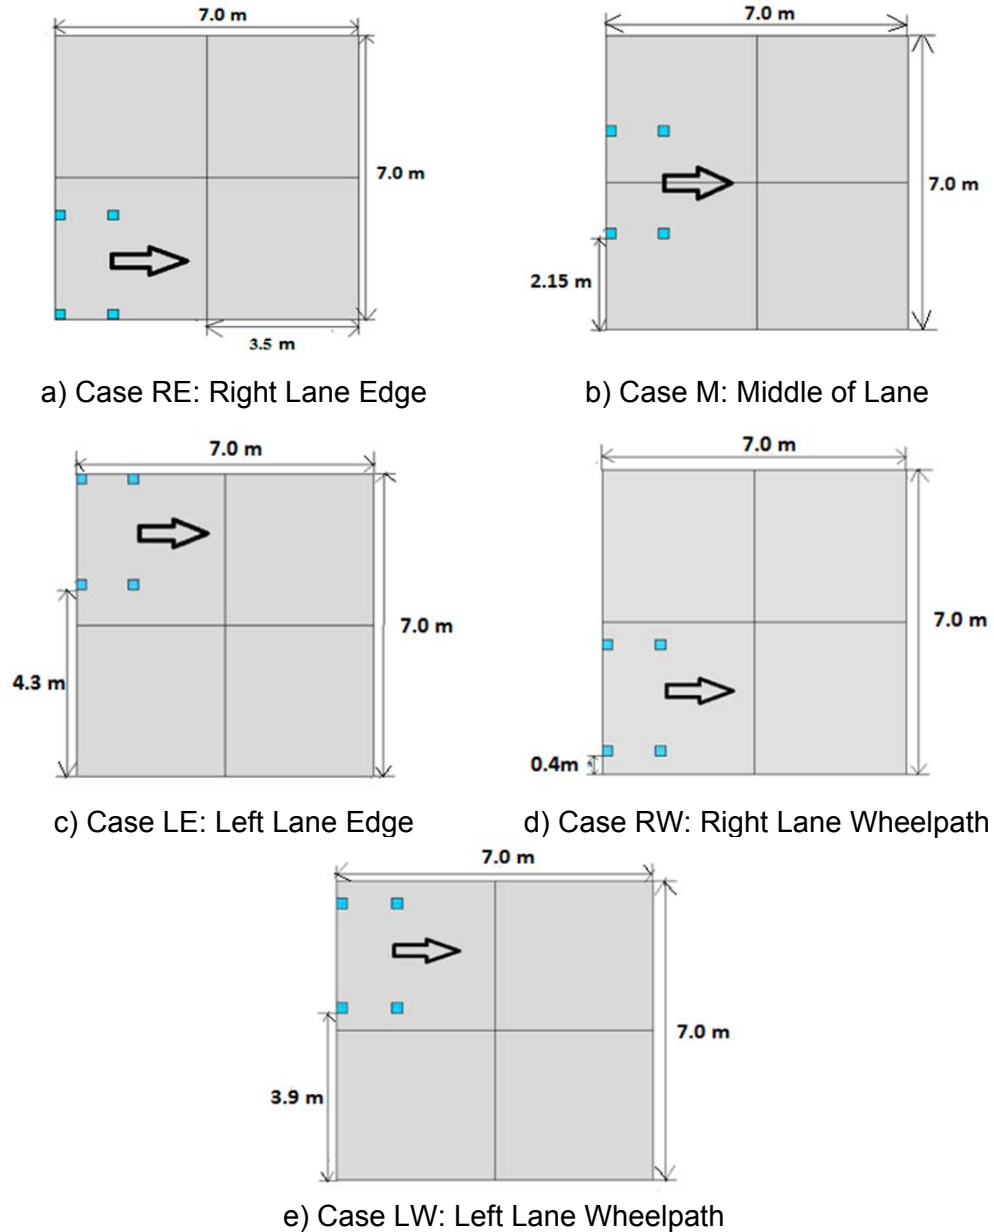 7.0 m
7.0 m
3.5 m
a) Case RE: Right Lane Edge
7.0 m
7.0 m
2.15 m
b) Case M: Middle of Lane
7.0 m
7.0 m
4.3 m
c) Case LE: Left Lane Edge
7.0 m
7.0 m
0.4m
d) Case RW: Right Lane Wheelpath
7.0 m
7.0 m
3.9 m
e) Case LW: Left Lane Wheelpath